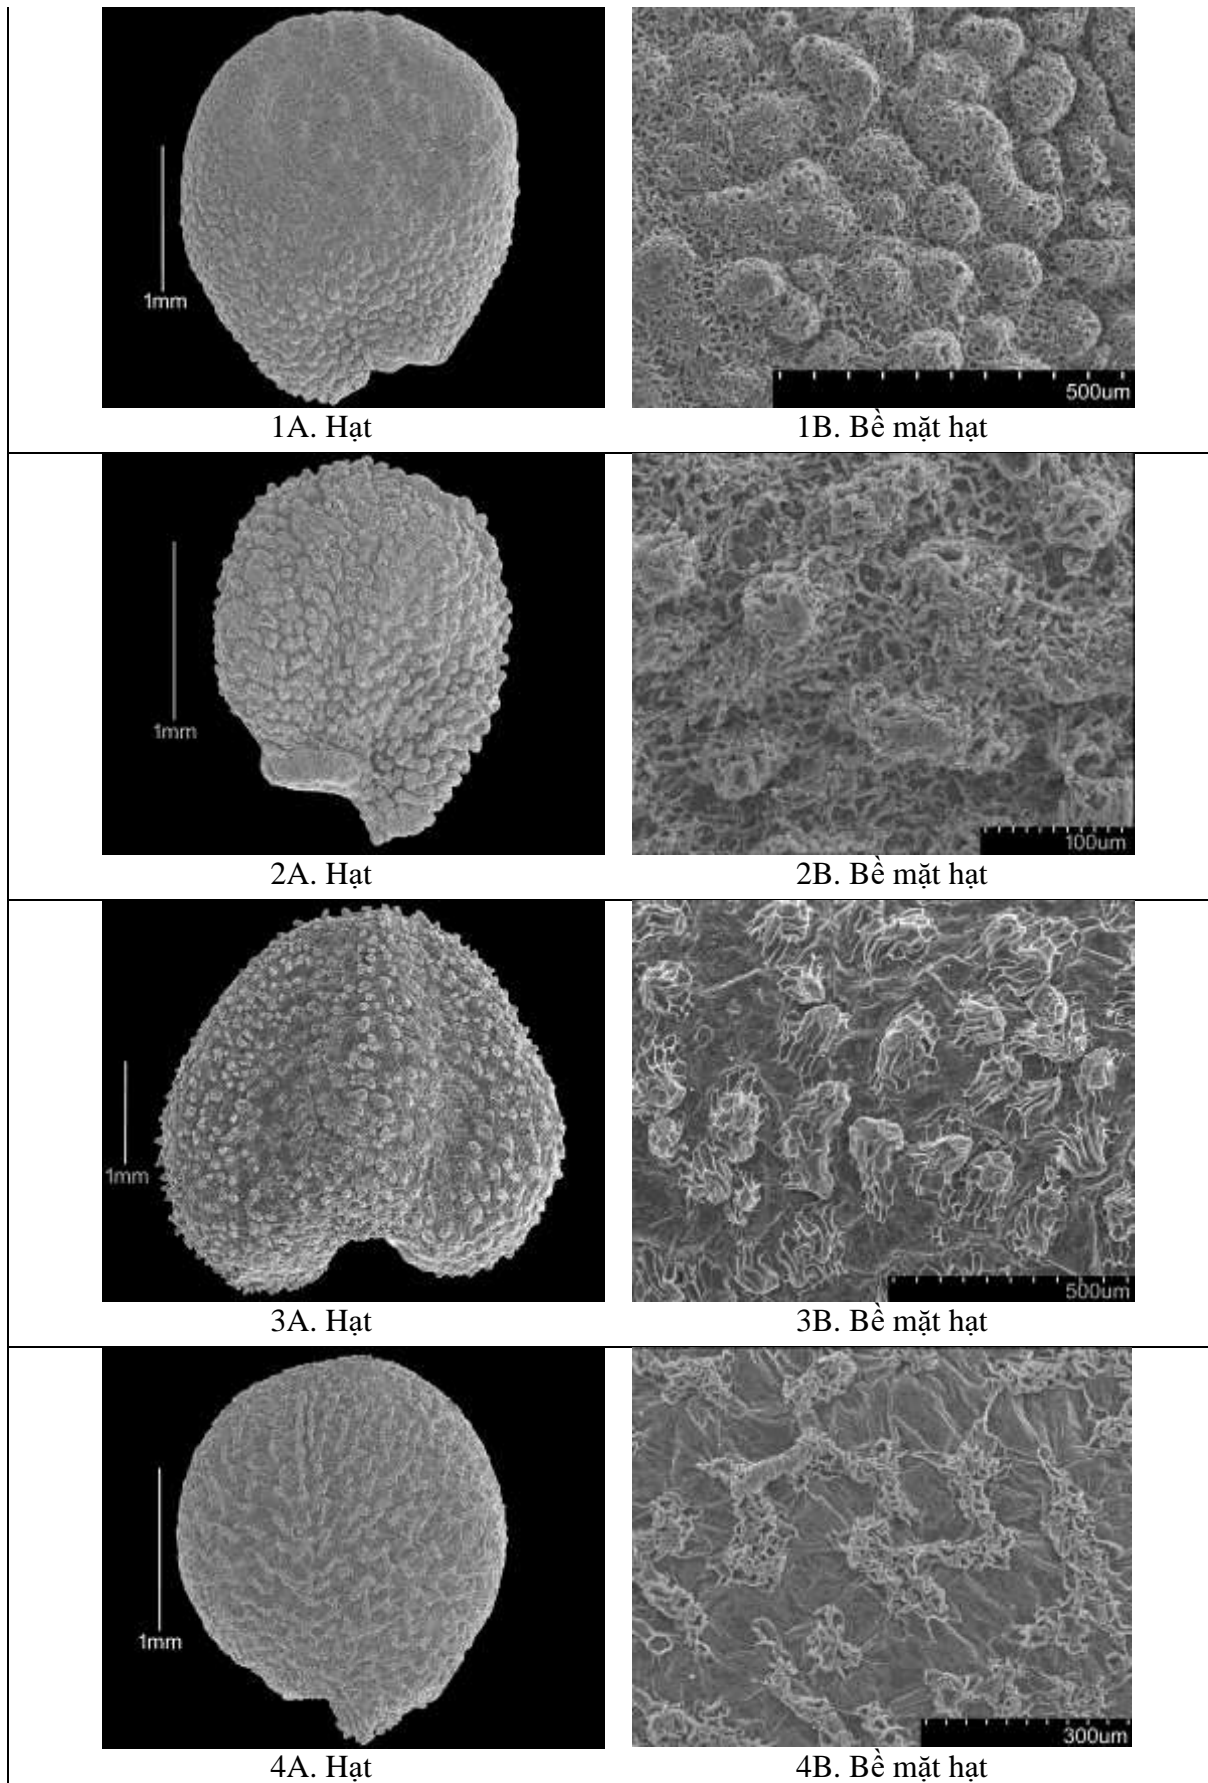 1mm
500um
1A. Hạt
1B. Bề mặt hạt
1mm
100um
2A. Hạt
2B. Bề mặt hạt
1mm
500um
3A. Hạt
3B. Bề mặt hạt
1mm
300um
4A. Hạt
4B. Bề mặt hạt